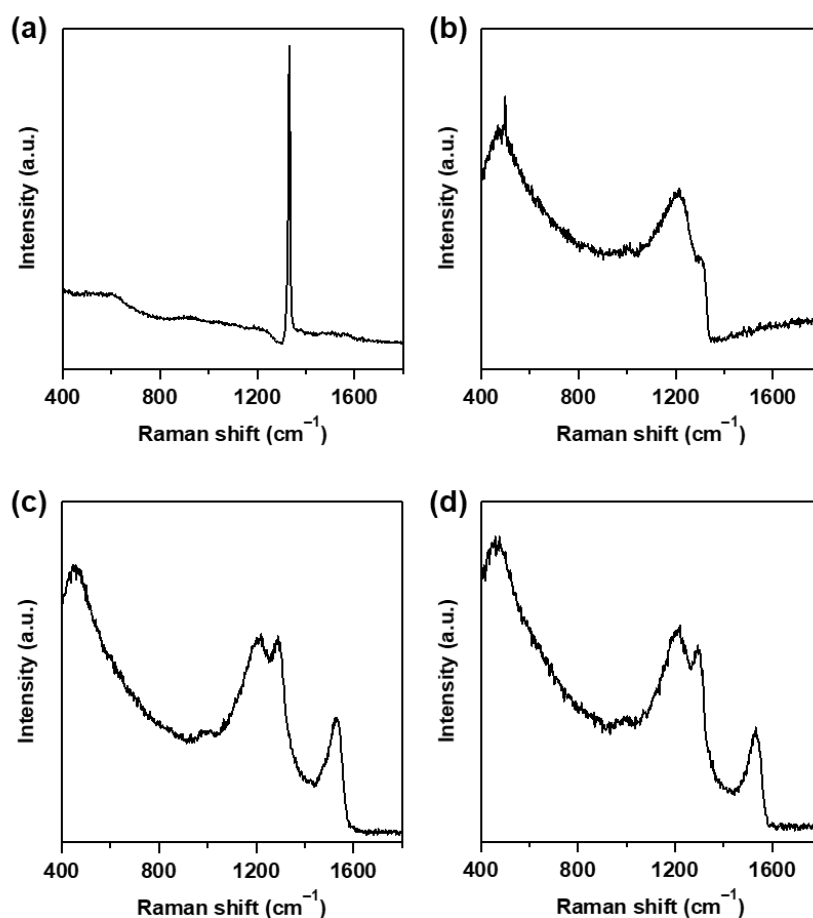 (a)
Intensity (a.u.)
400 800 1200 1600
Raman shift (cm⁻¹)
(b)
Intensity (a.u.)
400 800 1200 1600
Raman shift (cm⁻¹)
(c)
Intensity (a.u.)
400 800 1200 1600
Raman shift (cm⁻¹)
(d)
Intensity (a.u.)
400 800 1200 1600
Raman shift (cm⁻¹)